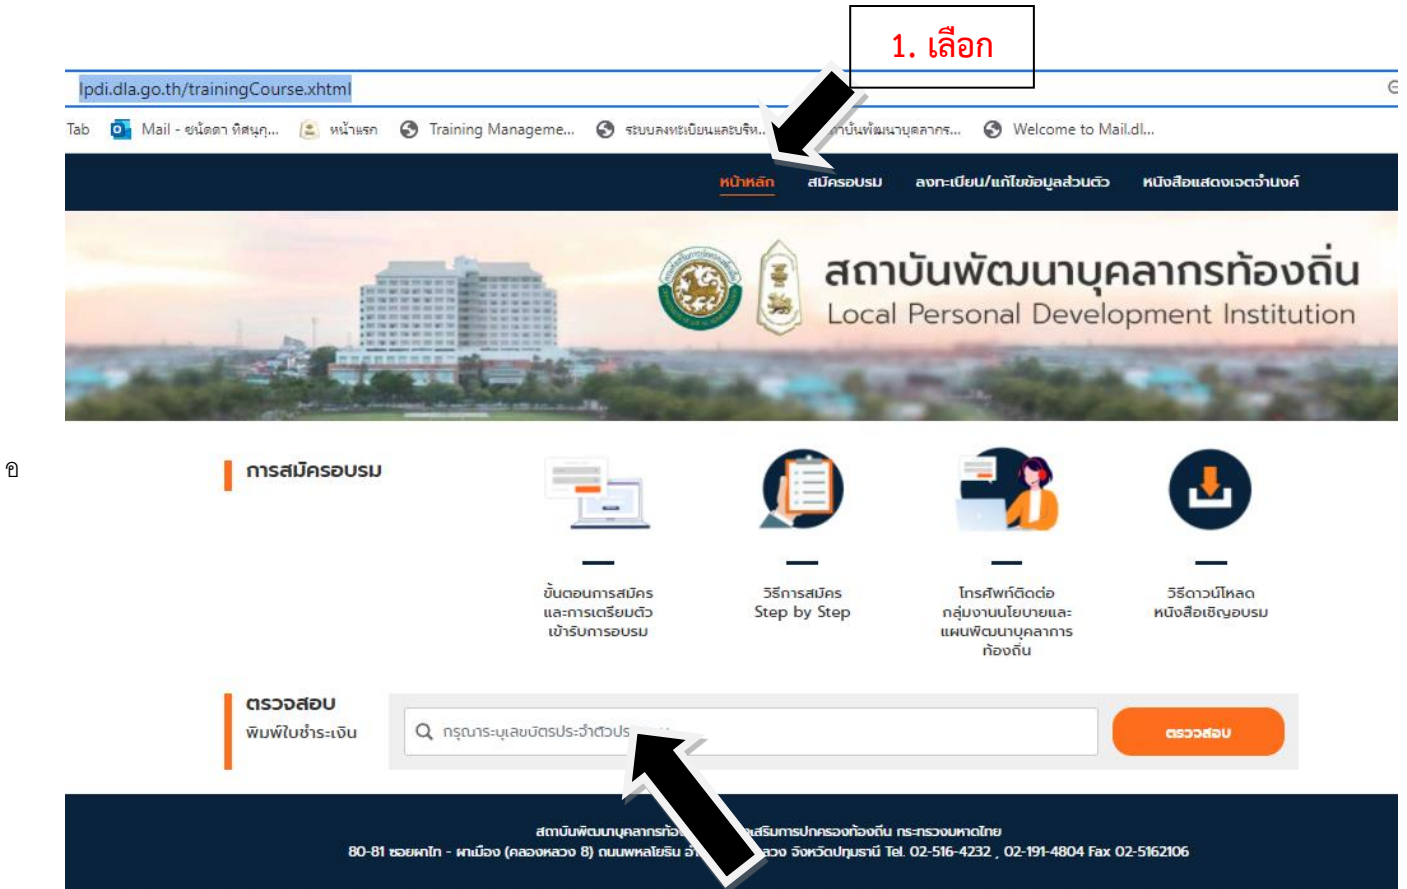 1. เลือก
lpdi.dla.go.th/trainingCourse.xhtml
Tab Mail - ชนัดดา ทิศนุกู... หน้าแรก Training Manageme... ระบบลงทะเบียนและบริห... Welcome to Mail.dl...
หน้าหลัก สมัครอบรม ลงทะเบียน/แก้ไขข้อมูลส่วนตัว หนังสือแสดงเจตจำนงค์
สถาบันพัฒนาบุคลากรท้องถิ่น
Local Personal Development Institution
อ
การสมัครอบรม
ขั้นตอนการสมัคร
และการเตรียมตัว
เข้ารับการอบรม
วิธีการสมัคร
Step by Step
โทรศัพท์ติดต่อ
กลุ่มงานนโยบายและ
แผนพัฒนาบุคลาการ
ท้องถิ่น
วิธีดาวน์โหลด
หนังสือเชิญอบรม
ตรวจสอบ
พิมพ์ใบชำระเงิน
กรุณาระบุเลขบัตรประจำตัว
ตรวจสอบ
สถาบันพัฒนาบุคลากรท้อง เสริมการปกครองท้องถิ่น กระทรวงมหาดไทย
80-81 ซอยผาไท - ผาเมือง (คลองหลวง 8) ถนนพหลโยธิน จังหวัดปทุมธานี Tel. 02-516-4232 , 02-191-4804 Fax 02-5162106